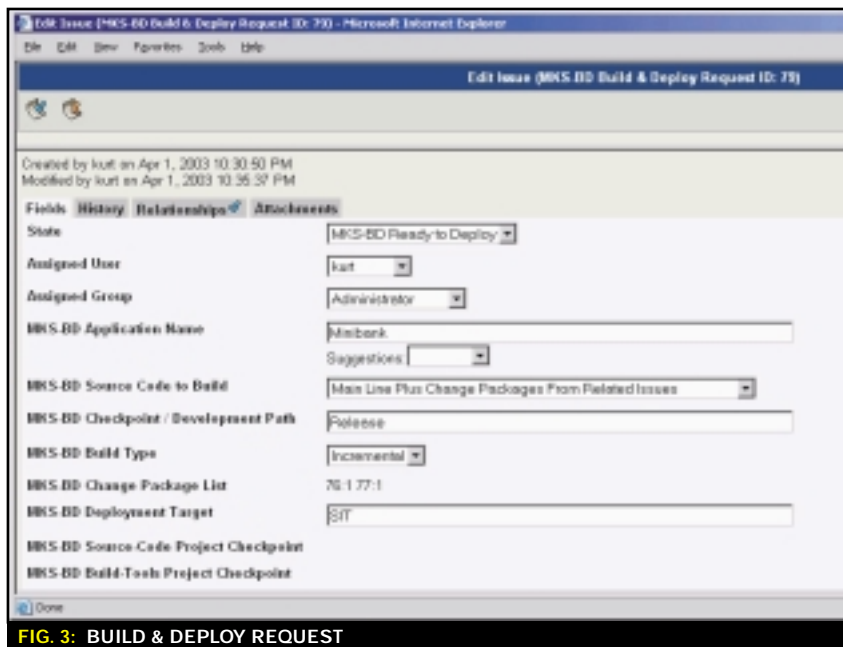 Edit Issue (MKS-BD Build & Deploy Request ID: 79) - Microsoft Internet Explorer
File Edit View Favorites Tools Help
Edit Issue (MKS-BD Build & Deploy Request ID: 79)
Created by kurt on Apr 1, 2003 10:30:50 PM
Modified by kurt on Apr 1, 2003 10:35:37 PM
Fields History Relationships Attachments
State MKS-BD Ready to Deploy
Assigned User kurt
Assigned Group Administrator
MKS-BD Application Name Minibank
Suggestions:
MKS-BD Source Code to Build Main Line Plus Change Packages From Related Issues
MKS-BD Checkpoint / Development Path Release
MKS-BD Build Type Incremental
MKS-BD Change Package List 76:1 77:1
MKS-BD Deployment Target SIT
MKS-BD Source-Code Project Checkpoint
MKS-BD Build-Tools Project Checkpoint
Done
FIG. 3: BUILD & DEPLOY REQUEST